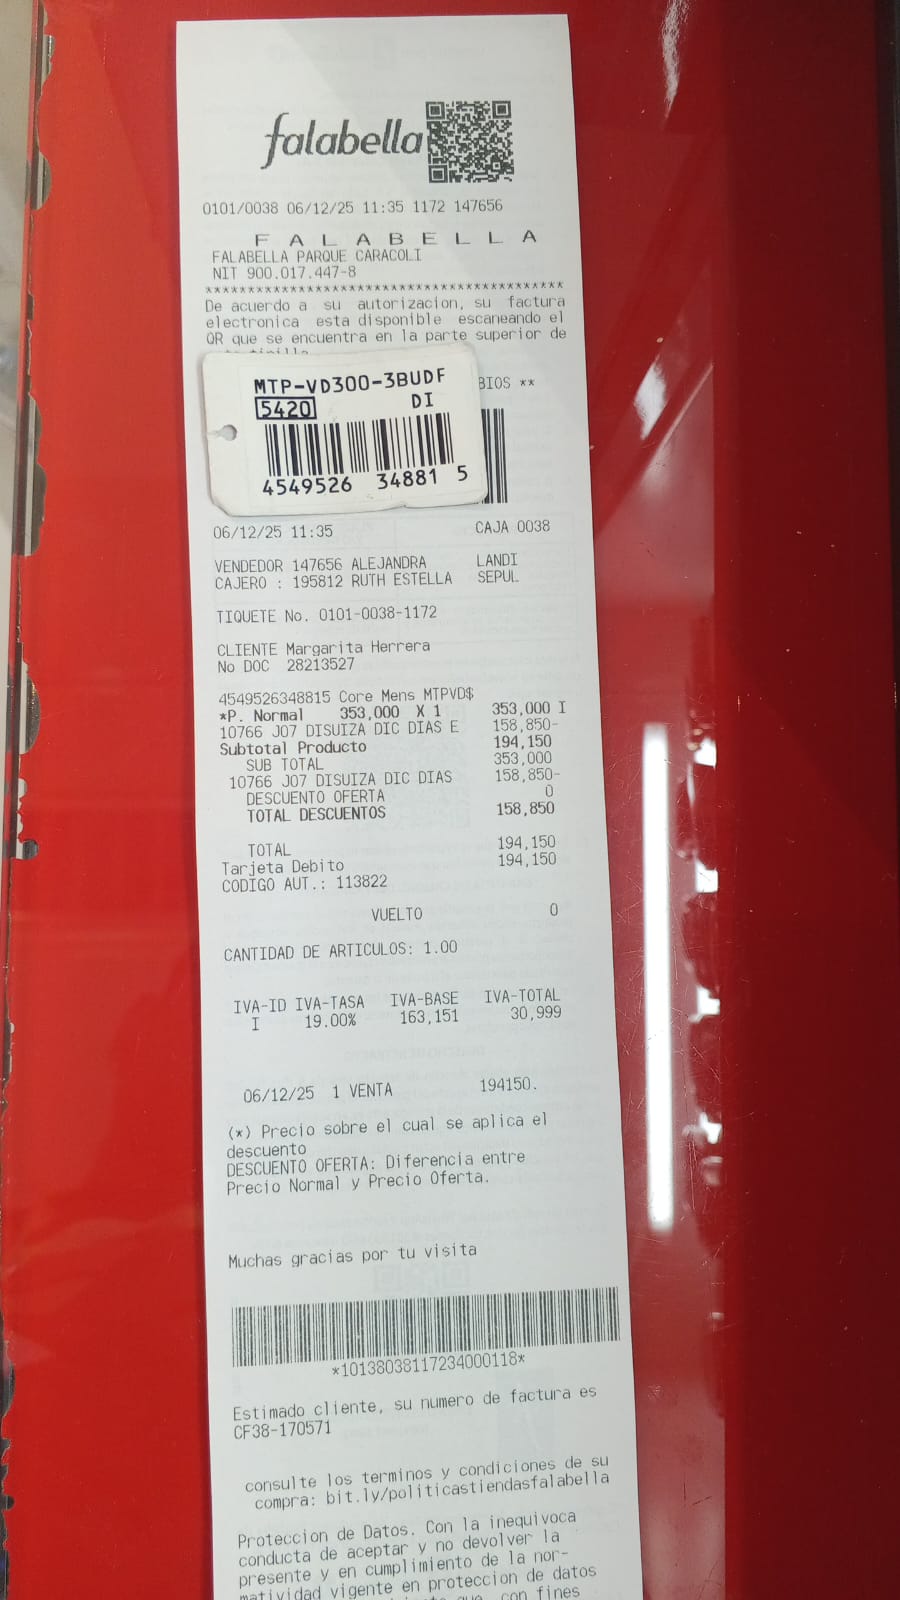 falabella
0101/0038 06/12/25 11:35 1172 147656
F A L A B E L L A
FALABELLA PARQUE CARACOLI
NIT 900.017.447-8
******************************************
De acuerdo a su autorizacion, su factura
electronica esta disponible escaneando el
QR que se encuentra en la parte superior de
BIOS **
MTP-VD300-3BUDF
5420 DI
4549526 34881 5
06/12/25 11:35 CAJA 0038
VENDEDOR 147656 ALEJANDRA LANDI
CAJERO : 195812 RUTH ESTELLA SEPUL
TIQUETE No. 0101-0038-1172
CLIENTE Margarita Herrera
No DOC 28213527
4549526348815 Core Mens MTPVD$
*P. Normal 353,000 X 1 353,000 I
10766 J07 DISUIZA DIC DIAS E 158,850-
Subtotal Producto 194,150
SUB TOTAL 353,000
10766 J07 DISUIZA DIC DIAS 158,850-
DESCUENTO OFERTA 0
TOTAL DESCUENTOS 158,850
TOTAL 194,150
Tarjeta Debito 194,150
CODIGO AUT.: 113822
VUELTO 0
CANTIDAD DE ARTICULOS: 1.00
IVA-ID IVA-TASA IVA-BASE IVA-TOTAL
I 19.00% 163,151 30,999
06/12/25 1 VENTA 194150.
(*) Precio sobre el cual se aplica el
descuento
DESCUENTO OFERTA: Diferencia entre
Precio Normal y Precio Oferta.
Muchas gracias por tu visita
*10138038117234000118*
Estimado cliente, su numero de factura es
CF38-170571
consulte los terminos y condiciones de su
compra: bit.ly/politicastiendasfalabella
Proteccion de Datos. Con la inequivoca
conducta de aceptar y no devolver la
presente y en cumplimiento de la nor-
matividad vigente en proteccion de datos
que, con fines